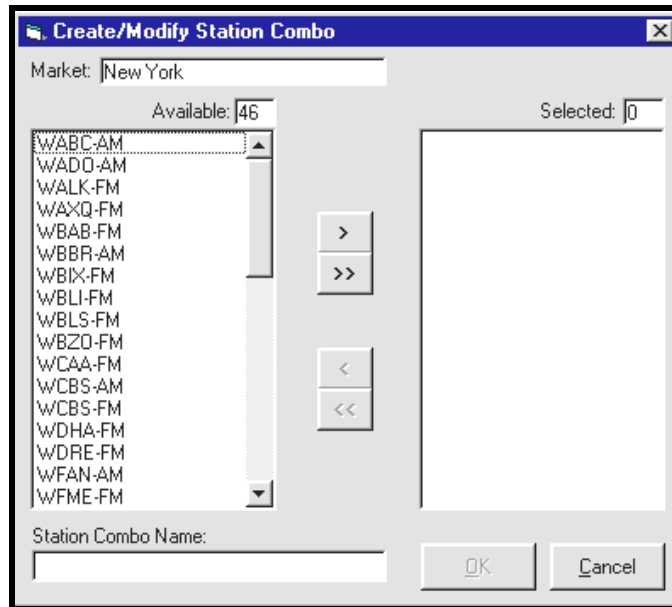 Create/Modify Station Combo
Market: New York
Available: 46
Selected: 0
WABC-AM
WADO-AM
WALK-FM
WAXQ-FM
WBAB-FM
WBBR-AM
WBIX-FM
WBLI-FM
WBLS-FM
WBZO-FM
WCAA-FM
WCBS-AM
WCBS-FM
WDHA-FM
WDRE-FM
WFAN-AM
WFME-FM
>
>>
<
<<
Station Combo Name:
OK
Cancel